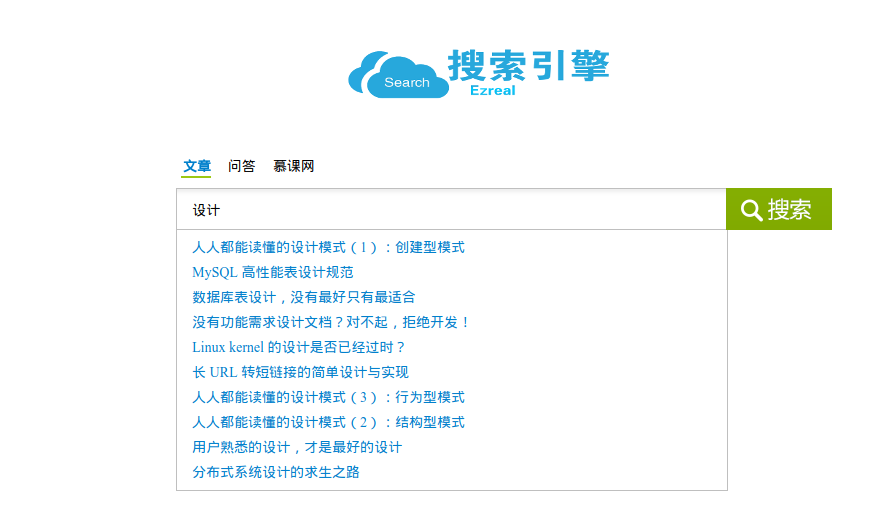 Search 搜索引擎
Ezreal
文章 问答 慕课网
设计 搜索
人人都能读懂的设计模式（1）：创建型模式
MySQL 高性能表设计规范
数据库表设计，没有最好只有最适合
没有功能需求设计文档？对不起，拒绝开发！
Linux kernel 的设计是否已经过时？
长 URL 转短链接的简单设计与实现
人人都能读懂的设计模式（3）：行为型模式
人人都能读懂的设计模式（2）：结构型模式
用户熟悉的设计，才是最好的设计
分布式系统设计的求生之路